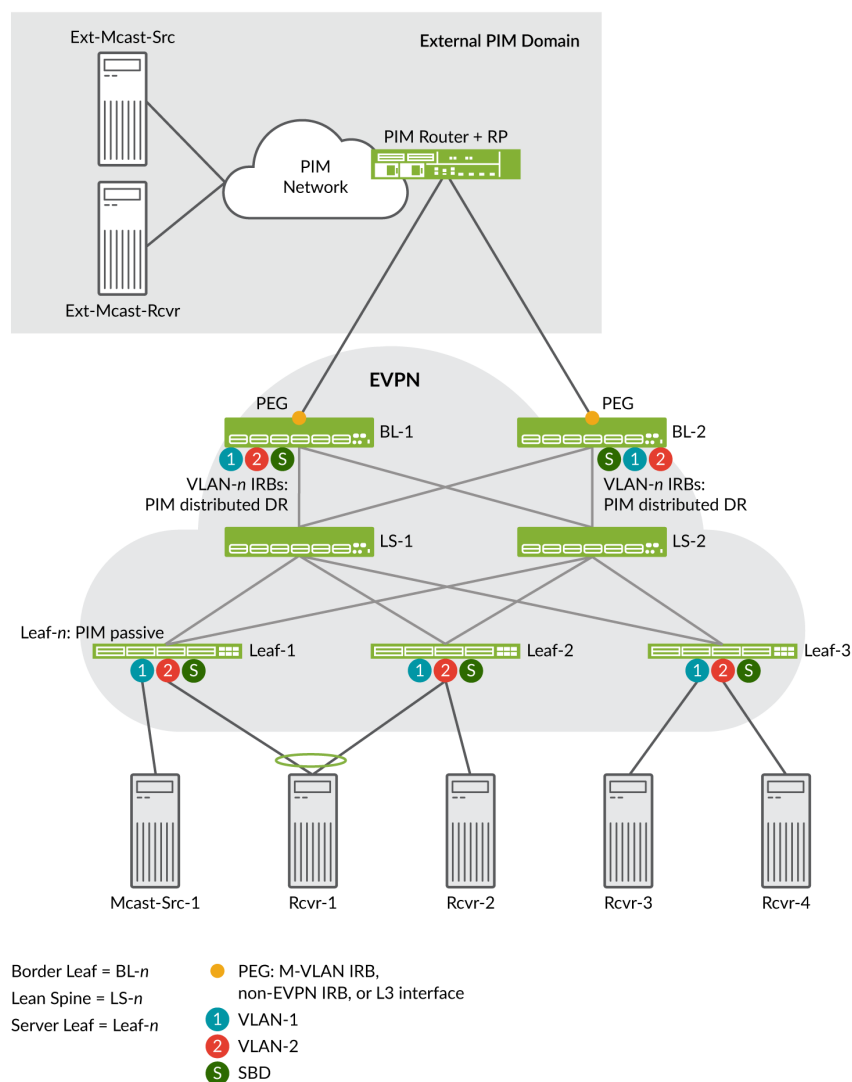 Ext-Mcast-Src
External PIM Domain
PIM Router + RP
PIM
Network
Ext-Mcast-Rcvr
EVPN
PEG
PEG
BL-1
BL-2
1 2 S
S 1 2
VLAN-n IRBs:
PIM distributed DR
VLAN-n IRBs:
PIM distributed DR
LS-1
LS-2
Leaf-n: PIM passive
Leaf-1
Leaf-2
Leaf-3
1 2 S
1 2 S
1 2 S
Mcast-Src-1
Rcvr-1
Rcvr-2
Rcvr-3
Rcvr-4
Border Leaf = BL-n
Lean Spine = LS-n
Server Leaf = Leaf-n
PEG: M-VLAN IRB,
non-EVPN IRB, or L3 interface
1 VLAN-1
2 VLAN-2
S SBD